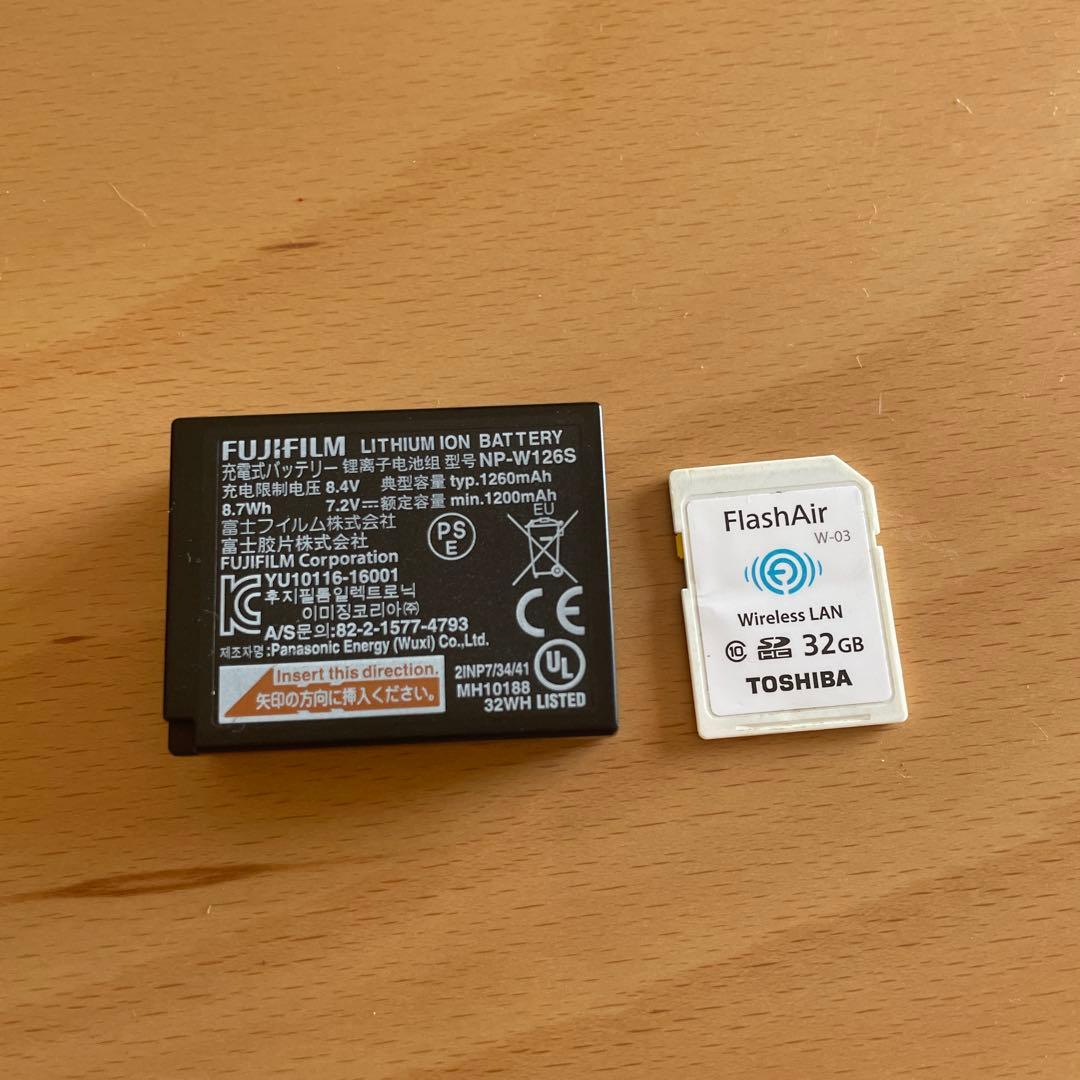 FUJIFILM LITHIUM ION BATTERY
充電式バッテリー 锂离子电池组 型号 NP-W126S
充电限制电压 8.4V 典型容量 typ.1260mAh
8.7Wh 7.2V⎓额定容量 min.1200mAh
富士フイルム株式会社
富士胶片株式会社
FUJIFILM Corporation
PS
E
EU
YU10116-16001
후지필름일렉트로닉
이미징코리아㈜
A/S문의:82-2-1577-4793
제조자명:Panasonic Energy (Wuxi) Co.,Ltd.
CE
Insert this direction.
矢印の方向に挿入ください。
2INP7/34/41
MH10188
32WH LISTED
UL
FlashAir
W-03
Wireless LAN
10 SDHC 32GB
TOSHIBA